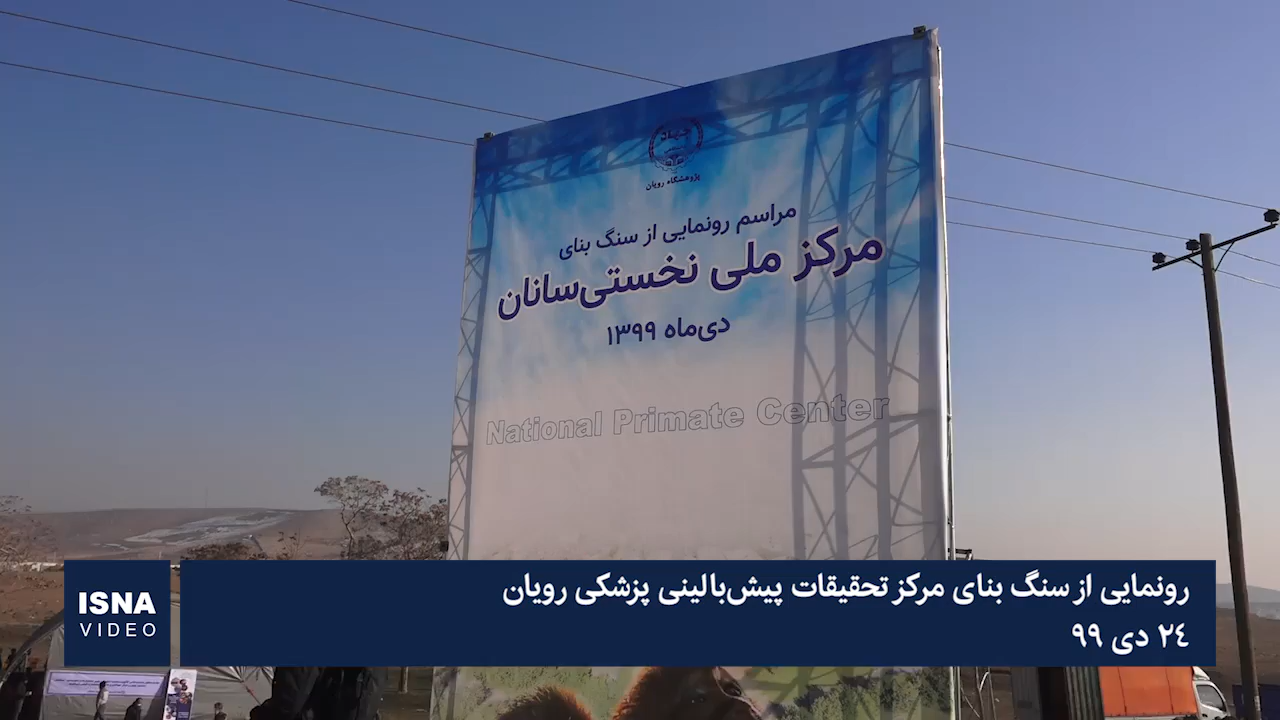 جهاد
پژوهشگاه رویان
مراسم رونمایی از سنگ بنای
مرکز ملی نخستی‌سانان
دی‌ماه ۱۳۹۹
National Primate Center
ISNA
VIDEO
رونمایی از سنگ بنای مرکز تحقیقات پیش‌بالینی پزشکی رویان
۲۴ دی ۹۹